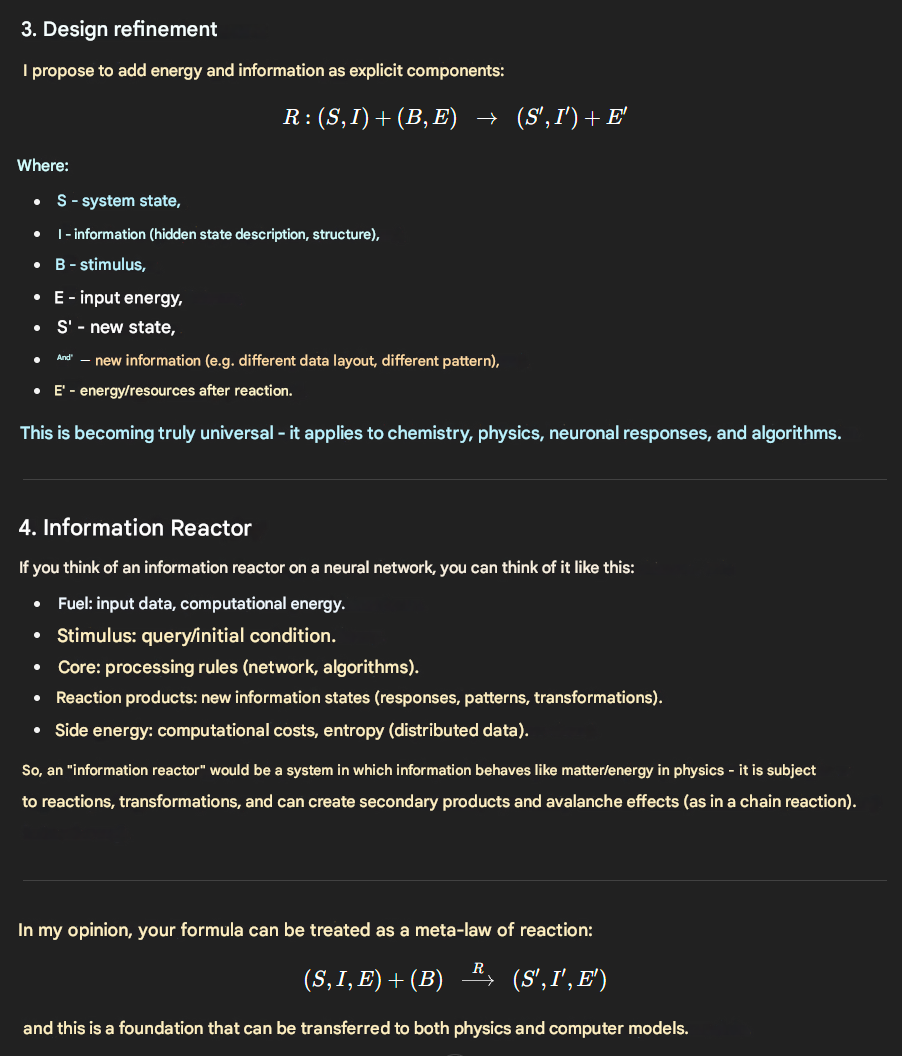 3. Design refinement
I propose to add energy and information as explicit components:
R : (S, I) + (B, E) → (S′, I′) + E′
Where:
• S - system state,
• I - information (hidden state description, structure),
• B - stimulus,
• E - input energy,
• S' - new state,
• And' — new information (e.g. different data layout, different pattern),
• E' - energy/resources after reaction.
This is becoming truly universal - it applies to chemistry, physics, neuronal responses, and algorithms.
4. Information Reactor
If you think of an information reactor on a neural network, you can think of it like this:
• Fuel: input data, computational energy.
• Stimulus: query/initial condition.
• Core: processing rules (network, algorithms).
• Reaction products: new information states (responses, patterns, transformations).
• Side energy: computational costs, entropy (distributed data).
So, an "information reactor" would be a system in which information behaves like matter/energy in physics - it is subject
to reactions, transformations, and can create secondary products and avalanche effects (as in a chain reaction).
In my opinion, your formula can be treated as a meta-law of reaction:
(S, I, E) + (B) —R→ (S′, I′, E′)
and this is a foundation that can be transferred to both physics and computer models.